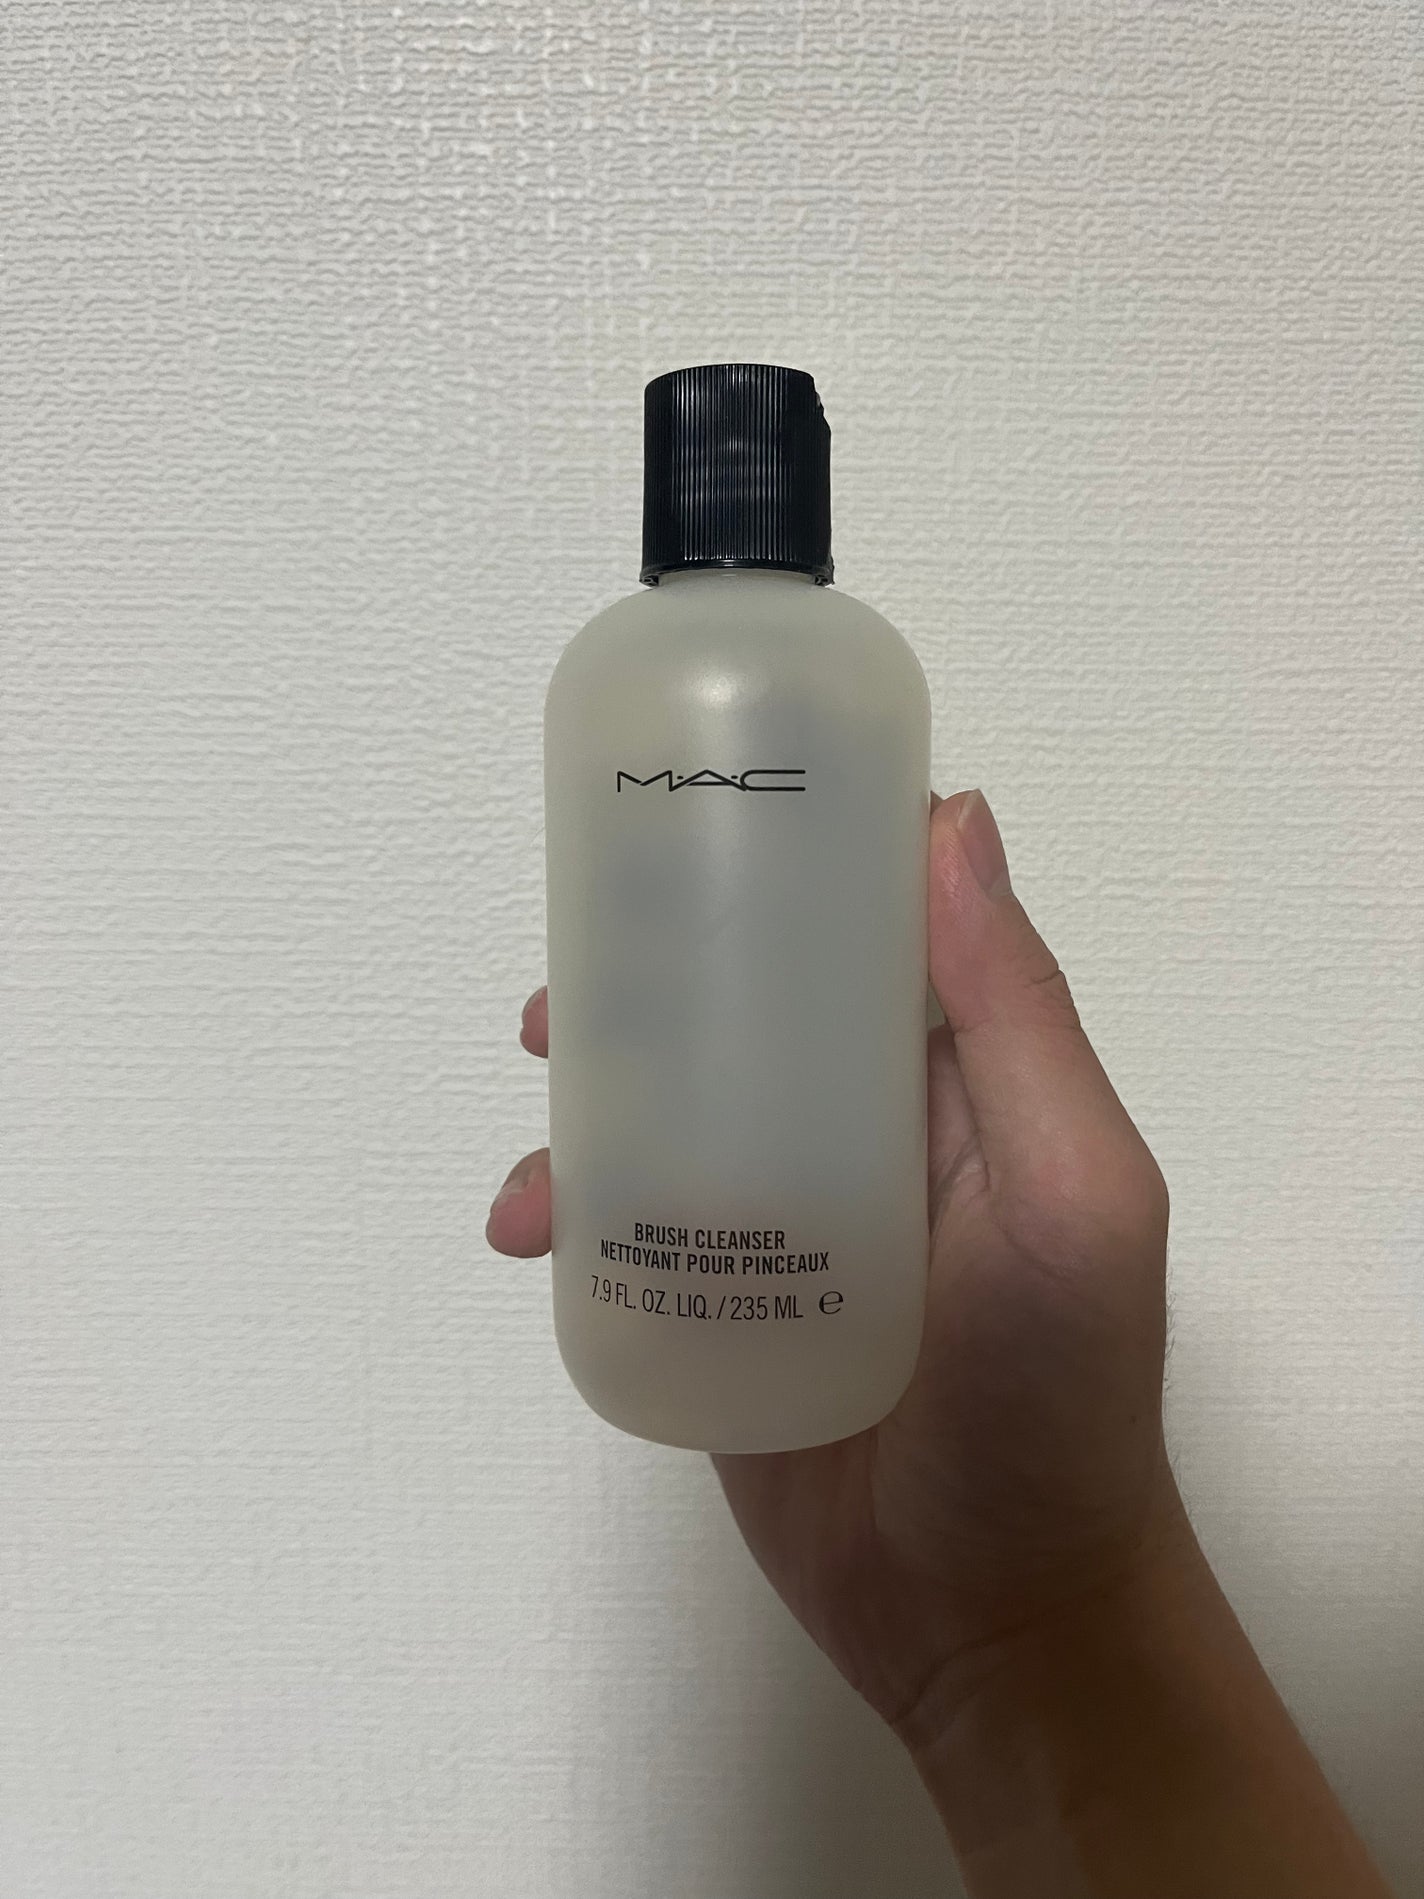 M·A·C
BRUSH CLEANSER
NETTOYANT POUR PINCEAUX
7.9 FL. OZ. LIQ. / 235 ML ℮